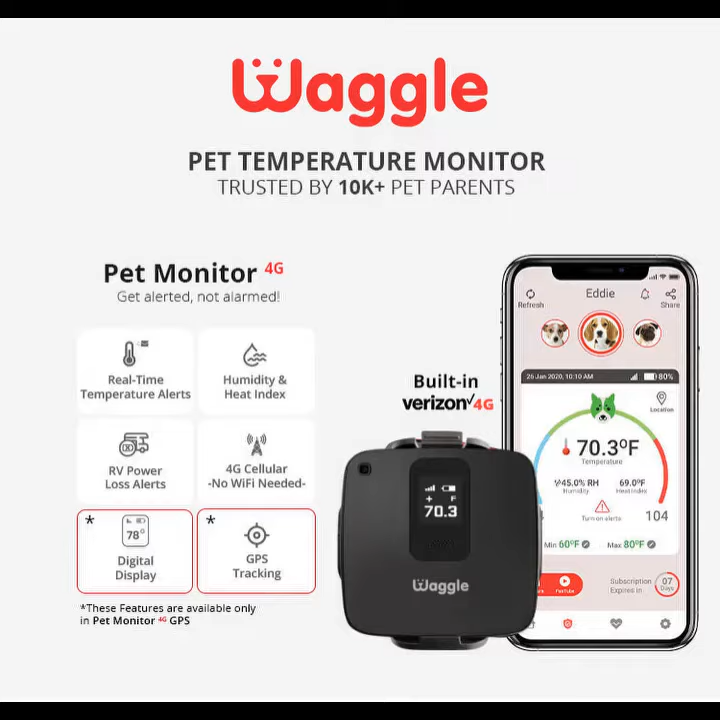 Waggle
PET TEMPERATURE MONITOR
TRUSTED BY 10K+ PET PARENTS
Pet Monitor 4G
Get alerted, not alarmed!
Real-Time
Temperature Alerts
Humidity &
Heat Index
RV Power
Loss Alerts
4G Cellular
-No WiFi Needed-
*
78°
Digital
Display
*
GPS
Tracking
*These Features are available only
in Pet Monitor 4G GPS
Built-in
verizon✓4G
F
70.3
Waggle
Eddie
Refresh
Share
26 Jan 2020, 10:10 AM
80%
Location
70.3°F
Temperature
45.0% RH
Humidity
69.0°F
Heat Index
Turn on alerts
104
Min 60°F
Max 80°F
PetTube
Subscription
Expires in
07
Days